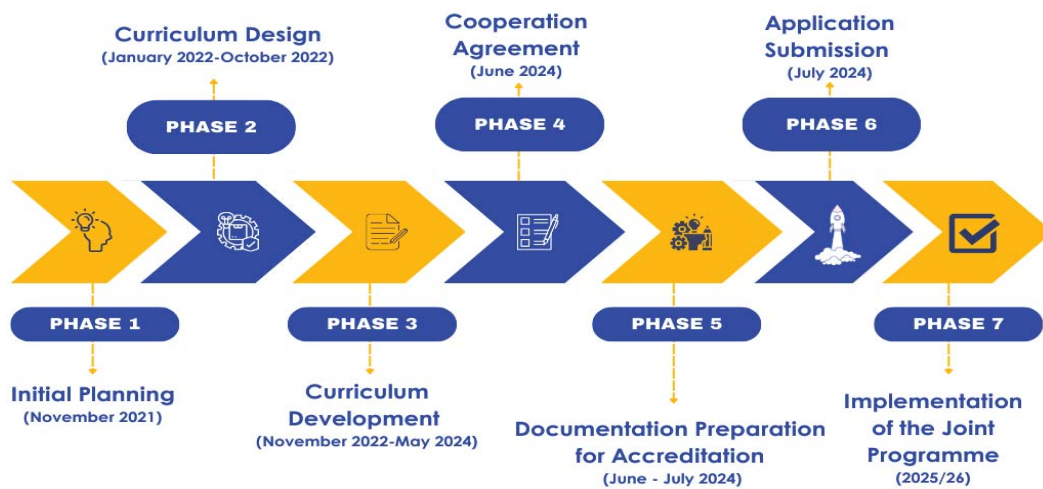 Curriculum Design
(January 2022-October 2022)
PHASE 2
Cooperation
Agreement
(June 2024)
PHASE 4
Application
Submission
(July 2024)
PHASE 6
PHASE 1
Initial Planning
(November 2021)
PHASE 3
Curriculum
Development
(November 2022-May 2024)
PHASE 5
Documentation Preparation
for Accreditation
(June - July 2024)
PHASE 7
Implementation
of the Joint
Programme
(2025/26)